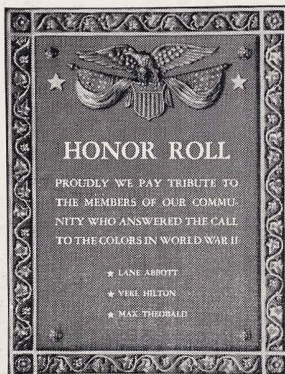 HONOR ROLL
PROUDLY WE PAY TRIBUTE TO
THE MEMBERS OF OUR COMMU-
NITY WHO ANSWERED THE CALL
TO THE COLORS IN WORLD WAR II
★ LANE ABBOTT
★ VERL HILTON
★ MAX THEOBALD